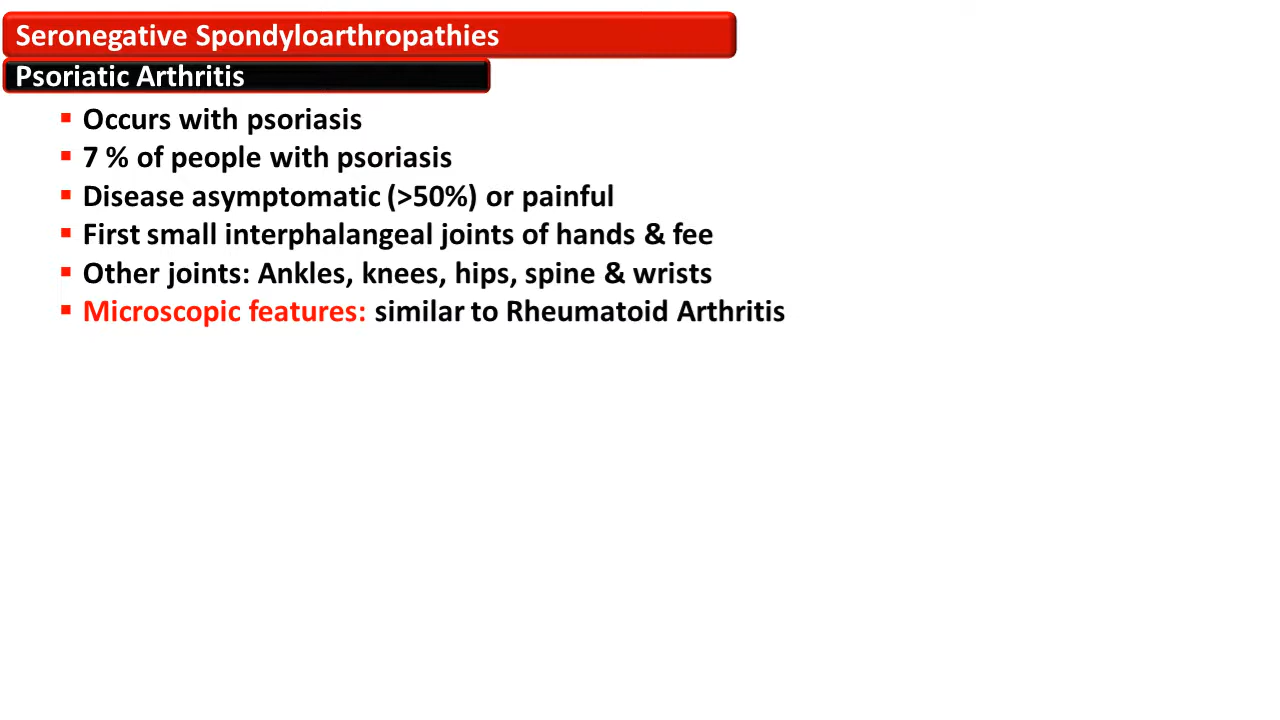 Seronegative Spondyloarthropathies
Psoriatic Arthritis
▪ Occurs with psoriasis
▪ 7 % of people with psoriasis
▪ Disease asymptomatic (>50%) or painful
▪ First small interphalangeal joints of hands & fee
▪ Other joints: Ankles, knees, hips, spine & wrists
▪ Microscopic features: similar to Rheumatoid Arthritis